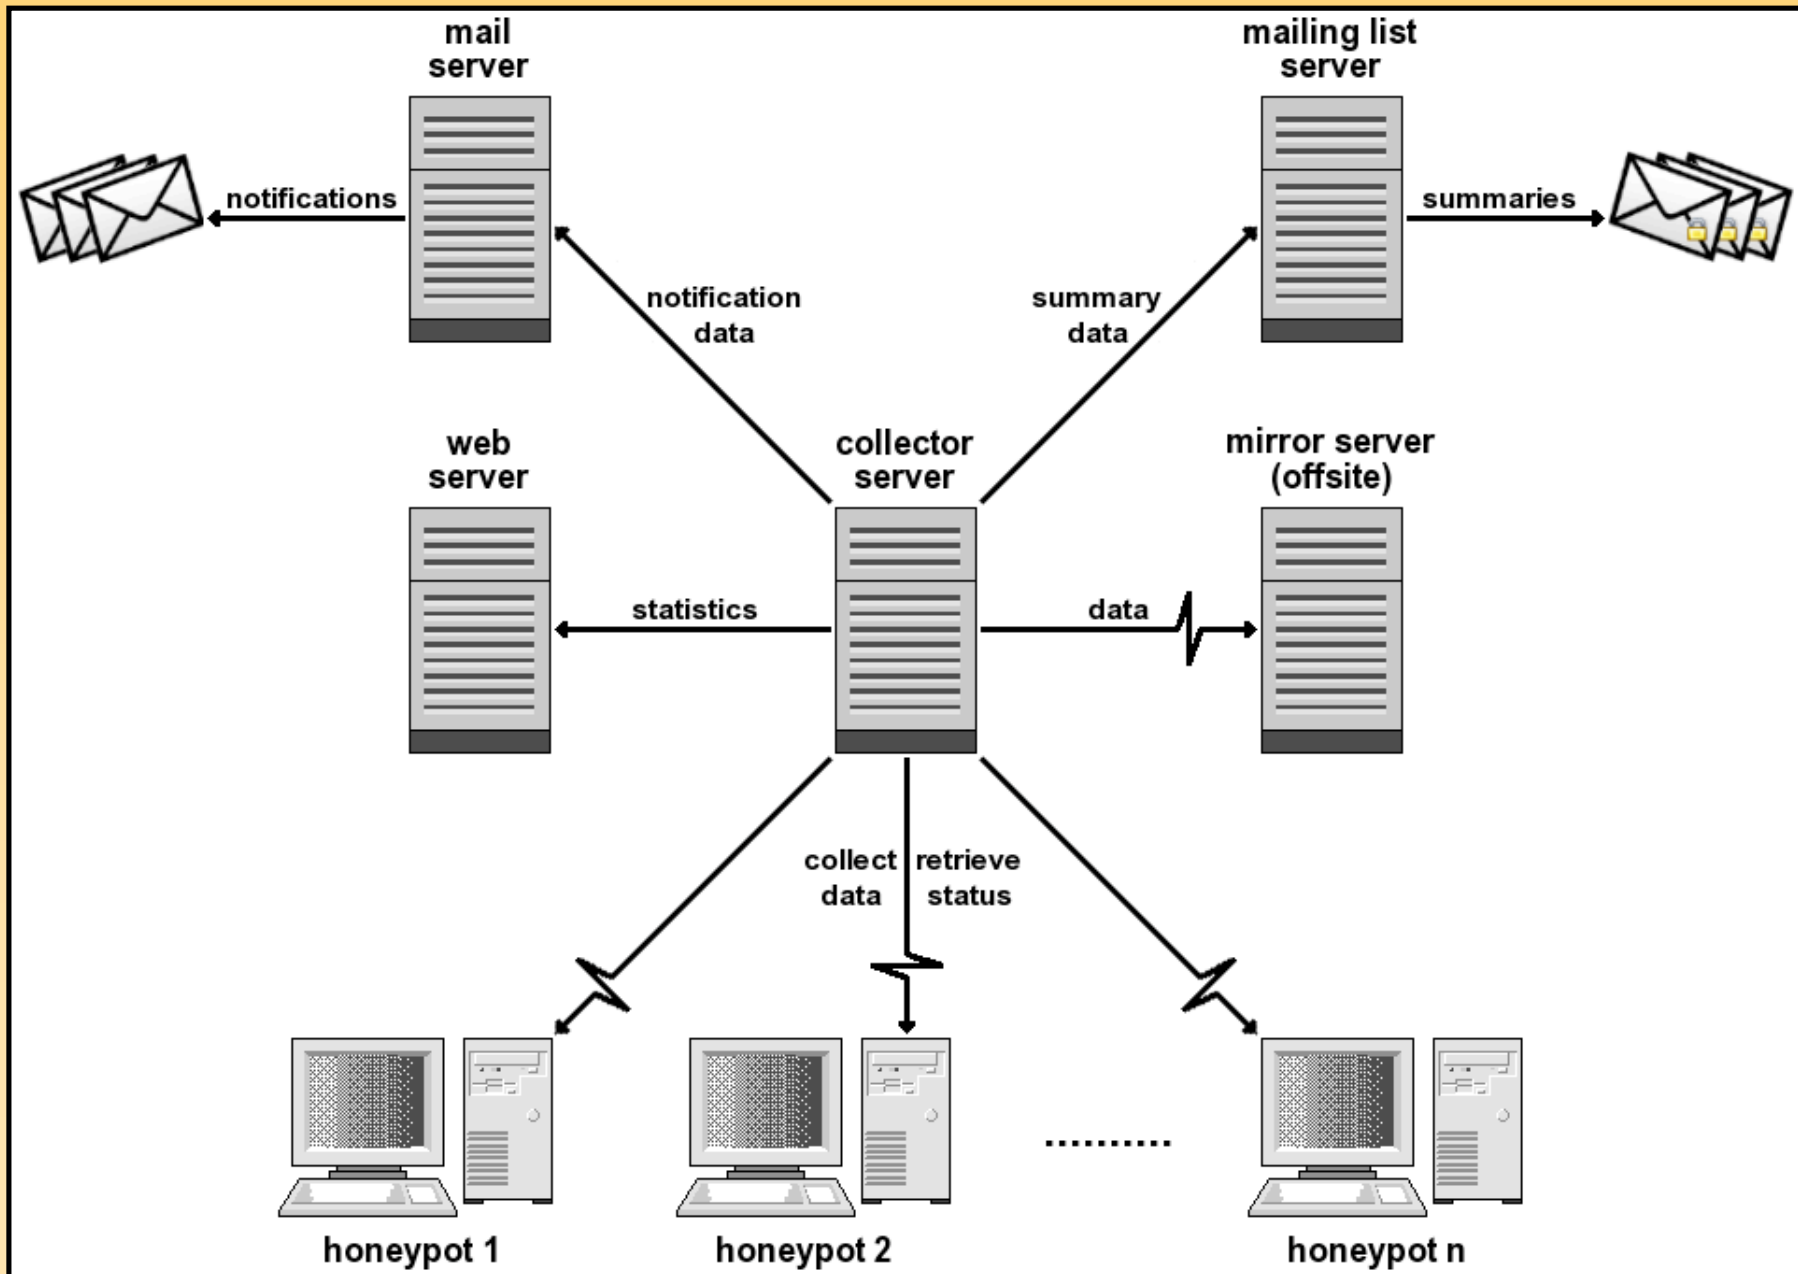 mail
server
mailing list
server
notifications
summaries
notification
data
summary
data
web
server
collector
server
mirror server
(offsite)
statistics
data
collect
data
retrieve
status
..........
honeypot 1
honeypot 2
honeypot n